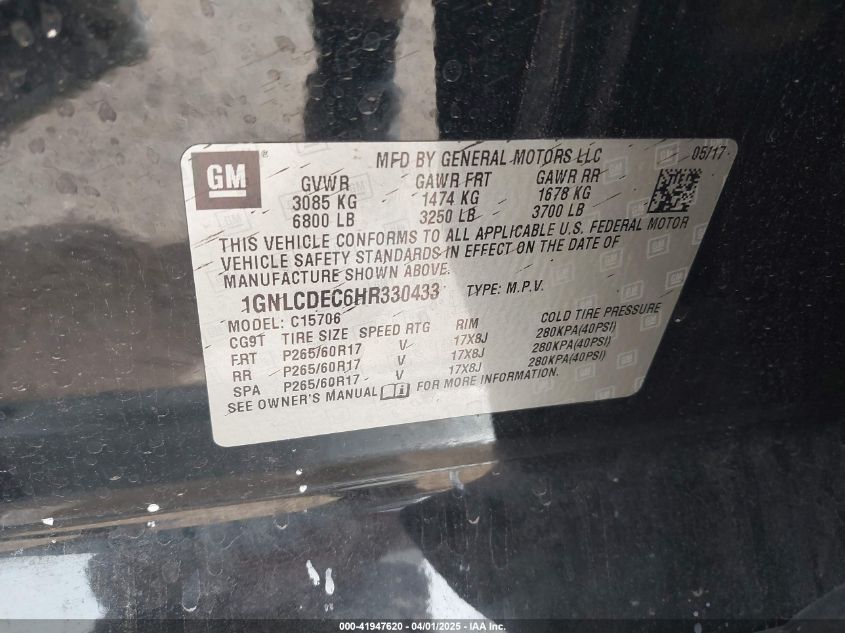 GM ®
MFD BY GENERAL MOTORS LLC 05/17
GVWR GAWR FRT GAWR RR
3085 KG 1474 KG 1678 KG
6800 LB 3250 LB 3700 LB
THIS VEHICLE CONFORMS TO ALL APPLICABLE U.S. FEDERAL MOTOR
VEHICLE SAFETY STANDARDS IN EFFECT ON THE DATE OF
MANUFACTURE SHOWN ABOVE.
1GNLCDEC6HR330433 TYPE: M.P.V.
MODEL: C15706
CG9T TIRE SIZE SPEED RTG RIM COLD TIRE PRESSURE
FRT P265/60R17 V 17X8J 280KPA(40PSI)
RR P265/60R17 V 17X8J 280KPA(40PSI)
SPA P265/60R17 V 17X8J 280KPA(40PSI)
SEE OWNER'S MANUAL FOR MORE INFORMATION.
000-41947620 - 04/01/2025 - IAA Inc.